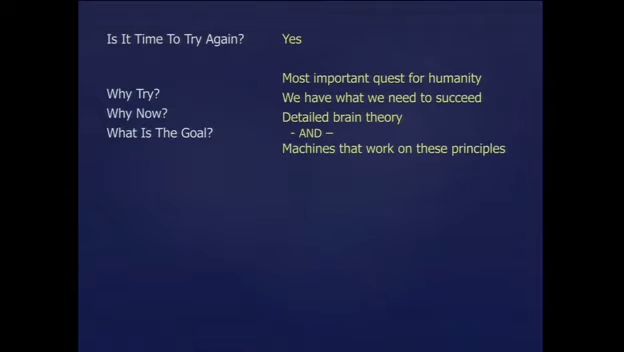 Is It Time To Try Again? Yes
Most important quest for humanity
Why Try?
We have what we need to succeed
Why Now?
Detailed brain theory
What Is The Goal?
- AND –
Machines that work on these principles